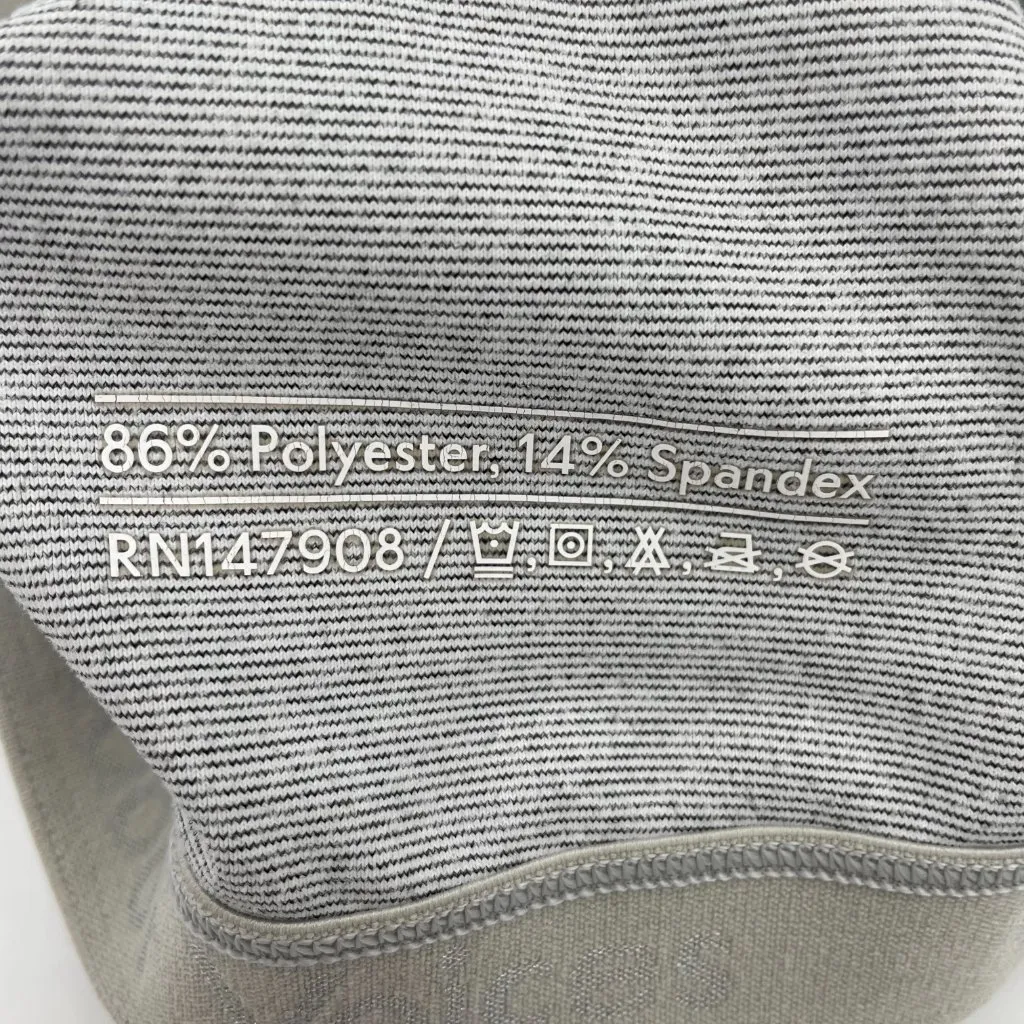 86% Polyester, 14% Spandex
RN147908 /